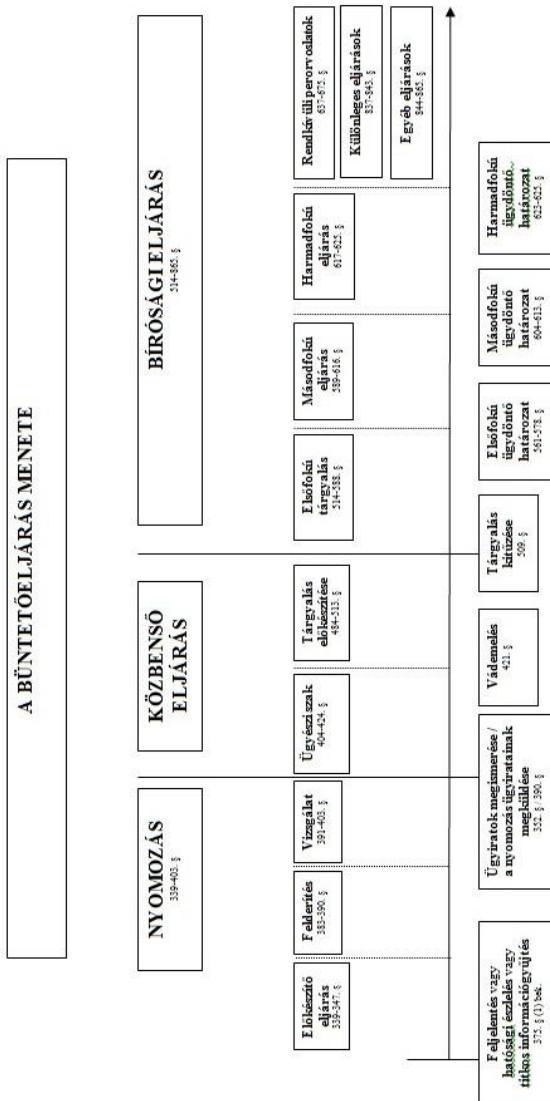 A BÜNTETŐELJÁRÁS MENETE
NYOMOZÁS
339-403. §
KÖZBENSŐ
ELJÁRÁS
BÍRÓSÁGI ELJÁRÁS
514-865. §
Előkészítő
eljárás
339-347. §
Felderítés
383-390. §
Vizsgálat
391-403. §
Ügyészi szak
404-424. §
Tárgyalás
előkészítése
484-513. §
Elsőfokú
tárgyalás
514-588. §
Másodfokú
eljárás
589-616. §
Harmadfokú
eljárás
617-625. §
Rendkívüli perorvoslatok
637-675. §
Különleges eljárások
837-843. §
Egyéb eljárások
844-865. §
Feljelentés vagy
hatósági észlelés vagy
titkos információgyűjtés
375. § (1) bek.
Ügyiratok megismerése /
a nyomozás ügyiratainak
megküldése
352. § / 390. §
Vádemelés
421. §
Tárgyalás
kitűzése
509. §
Elsőfokú
ügydöntő
határozat
561-578. §
Másodfokú
ügydöntő
határozat
604-613. §
Harmadfokú
ügydöntő
határozat
623-625. §